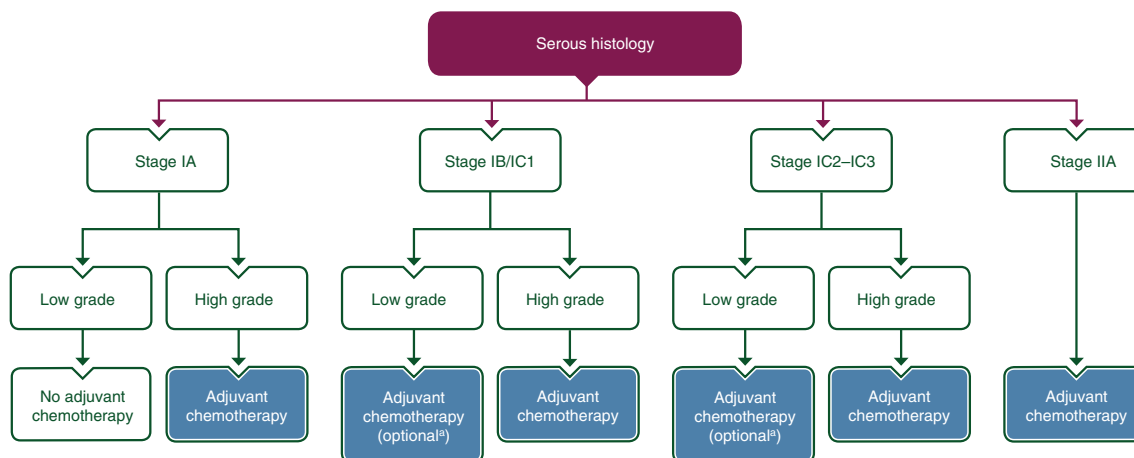 Serous histology
Stage IA
Stage IB/IC1
Stage IC2–IC3
Stage IIA
Low grade
High grade
Low grade
High grade
Low grade
High grade
No adjuvant
chemotherapy
Adjuvant
chemotherapy
Adjuvant
chemotherapy
(optionalᵃ)
Adjuvant
chemotherapy
Adjuvant
chemotherapy
(optionalᵃ)
Adjuvant
chemotherapy
Adjuvant
chemotherapy